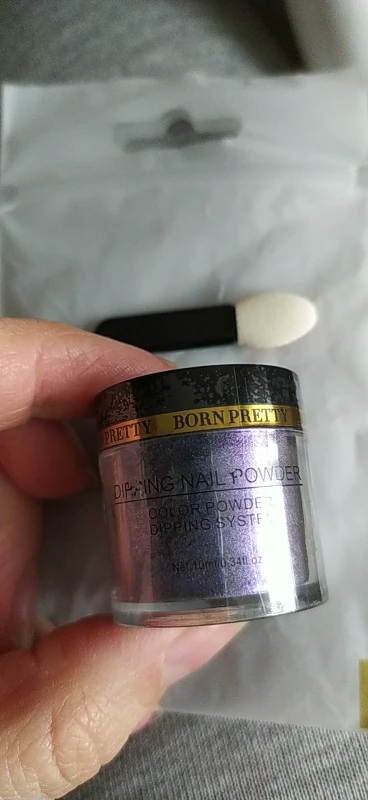 PRETTY BORN PRETTY
DIPPING NAIL POWDER
COLOR POWDER
DIPPING SYSTEM
Net 10ml/0.34fl.oz